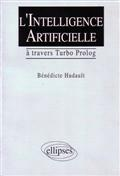 L'INTELLIGENCE
ARTIFICIELLE
à travers Turbo Prolog
Bénédicte Hadault
ellipses